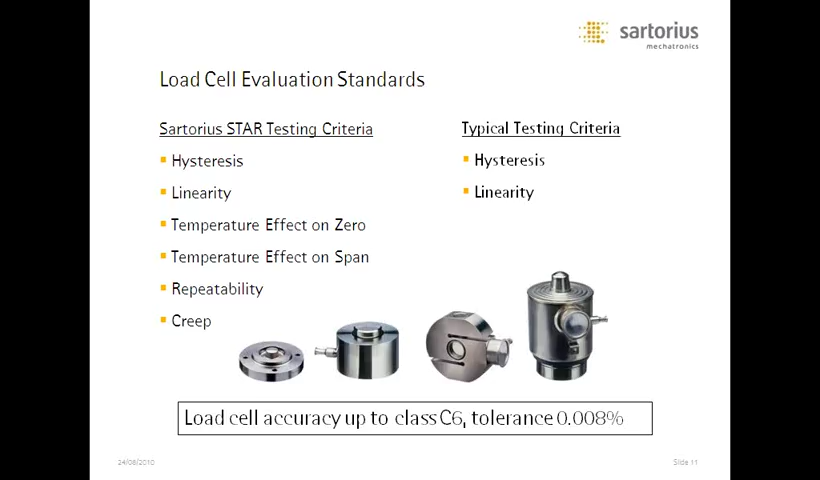 sartorius
mechatronics
Load Cell Evaluation Standards
Sartorius STAR Testing Criteria
Hysteresis
Linearity
Temperature Effect on Zero
Temperature Effect on Span
Repeatability
Creep
Typical Testing Criteria
Hysteresis
Linearity
Load cell accuracy up to class C6, tolerance 0.008%
24/06/2010
Slide 11